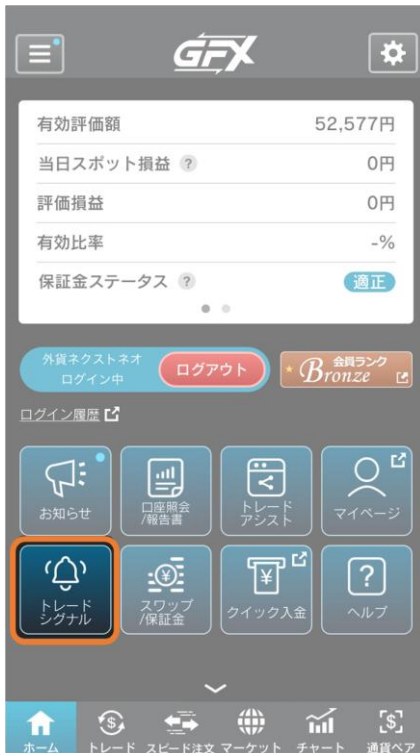 GFX
有効評価額 52,577円
当日スポット損益 ? 0円
評価損益 0円
有効比率 -%
保証金ステータス ? 適正
外貨ネクストネオ
ログイン中
ログアウト
会員ランク
Bronze
ログイン履歴
お知らせ
口座照会
/報告書
トレード
アシスト
マイページ
トレード
シグナル
スワップ
/保証金
クイック入金
ヘルプ
ホーム トレード スピード注文 マーケット チャート 通貨ペア